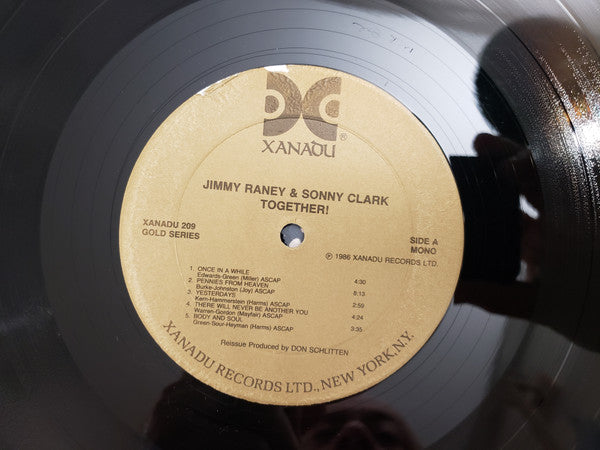 XANADU ®
JIMMY RANEY & SONNY CLARK
TOGETHER!
XANADU 209
GOLD SERIES
SIDE A
MONO
℗ 1986 XANADU RECORDS LTD.
1. ONCE IN A WHILE
Edwards-Green (Miller) ASCAP 4:30
2. PENNIES FROM HEAVEN
Burke-Johnston (Joy) ASCAP 8:13
3. YESTERDAYS
Kern-Hammerstein (Harms) ASCAP 2:59
4. THERE WILL NEVER BE ANOTHER YOU
Warren-Gordon (Mayfair) ASCAP 4:24
5. BODY AND SOUL
Green-Sour-Heyman (Harms) ASCAP 3:35
Reissue Produced by DON SCHLITTEN
XANADU RECORDS LTD., NEW YORK, N.Y.